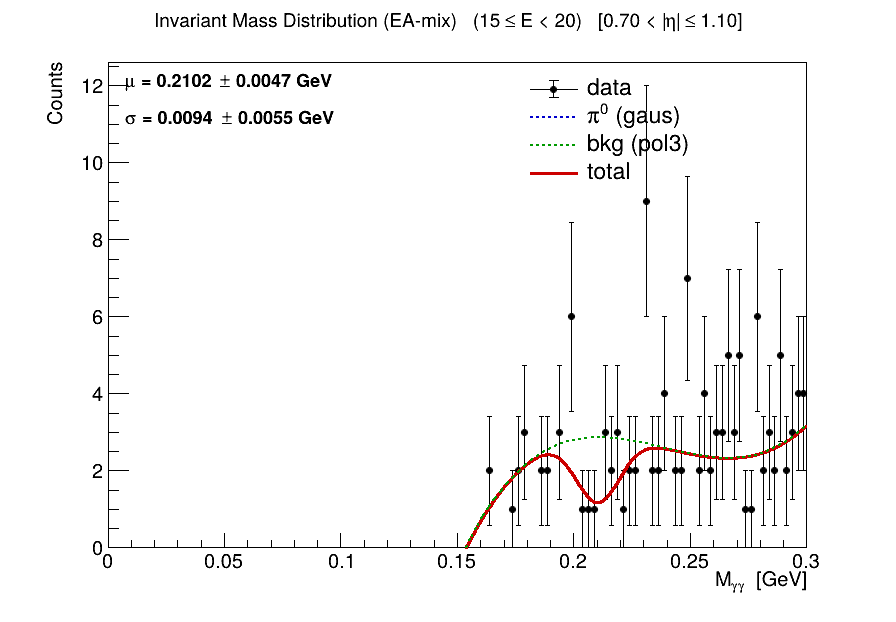 Invariant Mass Distribution (EA-mix) (15 ≤ E < 20) [0.70 < |η| ≤ 1.10]
Counts
μ = 0.2102 ± 0.0047 GeV
σ = 0.0094 ± 0.0055 GeV
data
π⁰ (gaus)
bkg (pol3)
total
12
10
8
6
4
2
0
0 0.05 0.1 0.15 0.2 0.25 0.3
M_γγ [GeV]